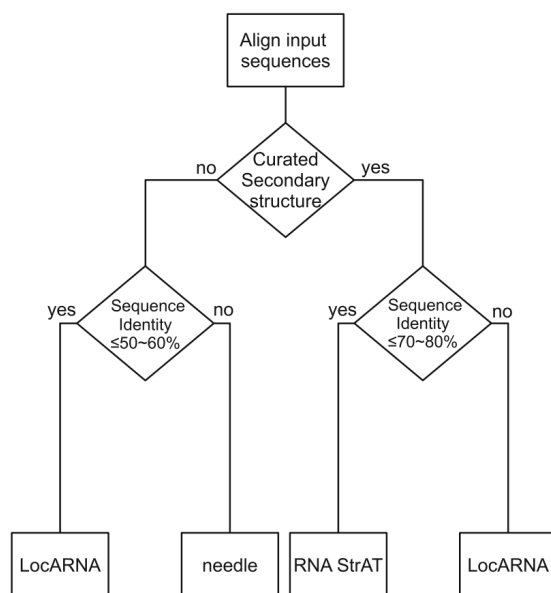 Align input
sequences
no
Curated
Secondary
structure
yes
yes
Sequence
Identity
≤50~60%
no
yes
Sequence
Identity
≤70~80%
no
LocARNA
needle
RNA StrAT
LocARNA